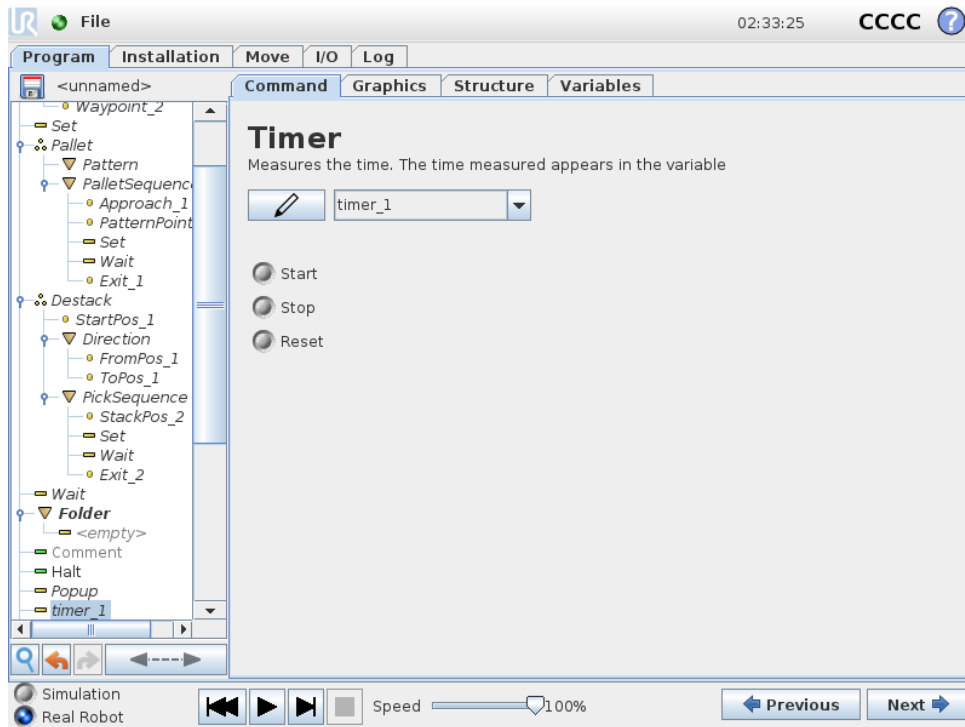 UR File 02:33:25 CCCC ?
Program Installation Move I/O Log
<unnamed> Command Graphics Structure Variables
Waypoint_2
Set
Pallet
Pattern
PalletSequenc
Approach_1
PatternPoint
Set
Wait
Exit_1
Destack
StartPos_1
Direction
FromPos_1
ToPos_1
PickSequence
StackPos_2
Set
Wait
Exit_2
Wait
Folder
<empty>
Comment
Halt
Popup
timer_1
Timer
Measures the time. The time measured appears in the variable
timer_1
Start
Stop
Reset
Simulation
Real Robot
Speed 100%
Previous Next